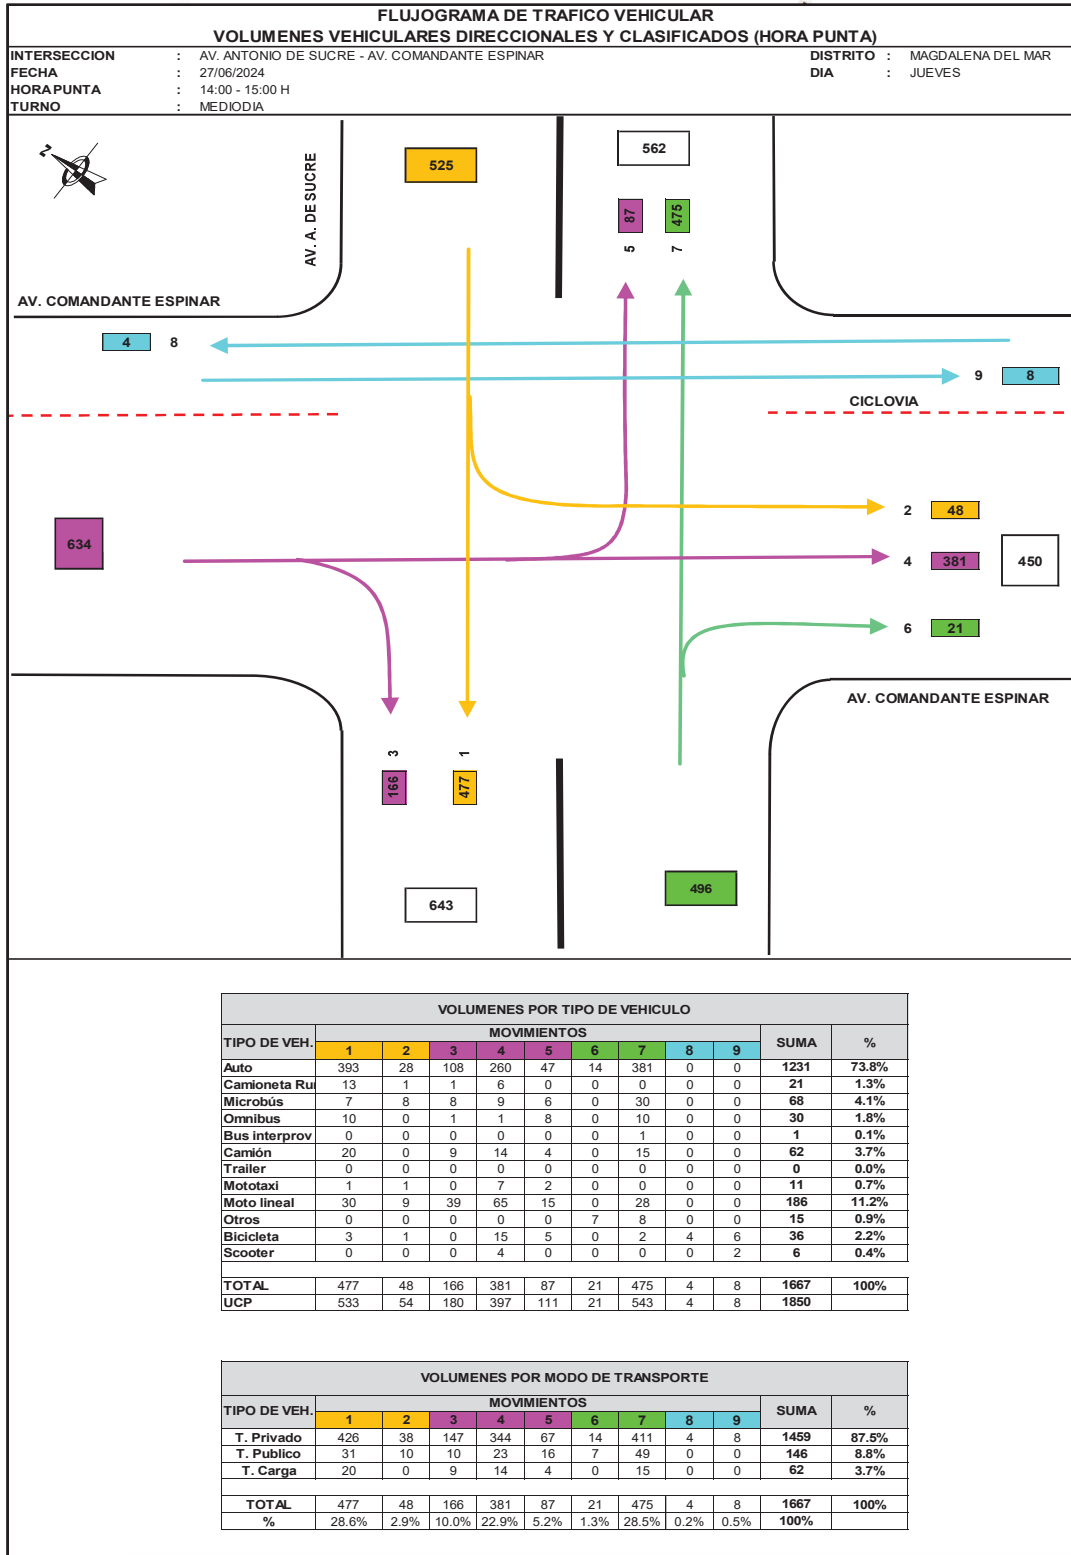 FLUJOGRAMA DE TRAFICO VEHICULAR
VOLUMENES VEHICULARES DIRECCIONALES Y CLASIFICADOS (HORA PUNTA)
INTERSECCION : AV. ANTONIO DE SUCRE - AV. COMANDANTE ESPINAR DISTRITO : MAGDALENA DEL MAR
FECHA : 27/06/2024 DIA : JUEVES
HORA PUNTA : 14:00 - 15:00 H
TURNO : MEDIODIA
N
AV. A. DE SUCRE
525
562
87
475
5
7
AV. COMANDANTE ESPINAR
4 8
9 8
CICLOVIA
2 48
634
4 381 450
6 21
AV. COMANDANTE ESPINAR
3
1
166
477
643
496
VOLUMENES POR TIPO DE VEHICULO
TIPO DE VEH. MOVIMIENTOS SUMA %
1 2 3 4 5 6 7 8 9
Auto 393 28 108 260 47 14 381 0 0 1231 73.8%
Camioneta Ru 13 1 1 6 0 0 0 0 0 21 1.3%
Microbús 7 8 8 9 6 0 30 0 0 68 4.1%
Omnibus 10 0 1 1 8 0 10 0 0 30 1.8%
Bus interprov 0 0 0 0 0 0 1 0 0 1 0.1%
Camión 20 0 9 14 4 0 15 0 0 62 3.7%
Trailer 0 0 0 0 0 0 0 0 0 0 0.0%
Mototaxi 1 1 0 7 2 0 0 0 0 11 0.7%
Moto lineal 30 9 39 65 15 0 28 0 0 186 11.2%
Otros 0 0 0 0 0 7 8 0 0 15 0.9%
Bicicleta 3 1 0 15 5 0 2 4 6 36 2.2%
Scooter 0 0 0 4 0 0 0 0 2 6 0.4%
TOTAL 477 48 166 381 87 21 475 4 8 1667 100%
UCP 533 54 180 397 111 21 543 4 8 1850
VOLUMENES POR MODO DE TRANSPORTE
TIPO DE VEH. MOVIMIENTOS SUMA %
1 2 3 4 5 6 7 8 9
T. Privado 426 38 147 344 67 14 411 4 8 1459 87.5%
T. Publico 31 10 10 23 16 7 49 0 0 146 8.8%
T. Carga 20 0 9 14 4 0 15 0 0 62 3.7%
TOTAL 477 48 166 381 87 21 475 4 8 1667 100%
% 28.6% 2.9% 10.0% 22.9% 5.2% 1.3% 28.5% 0.2% 0.5% 100%